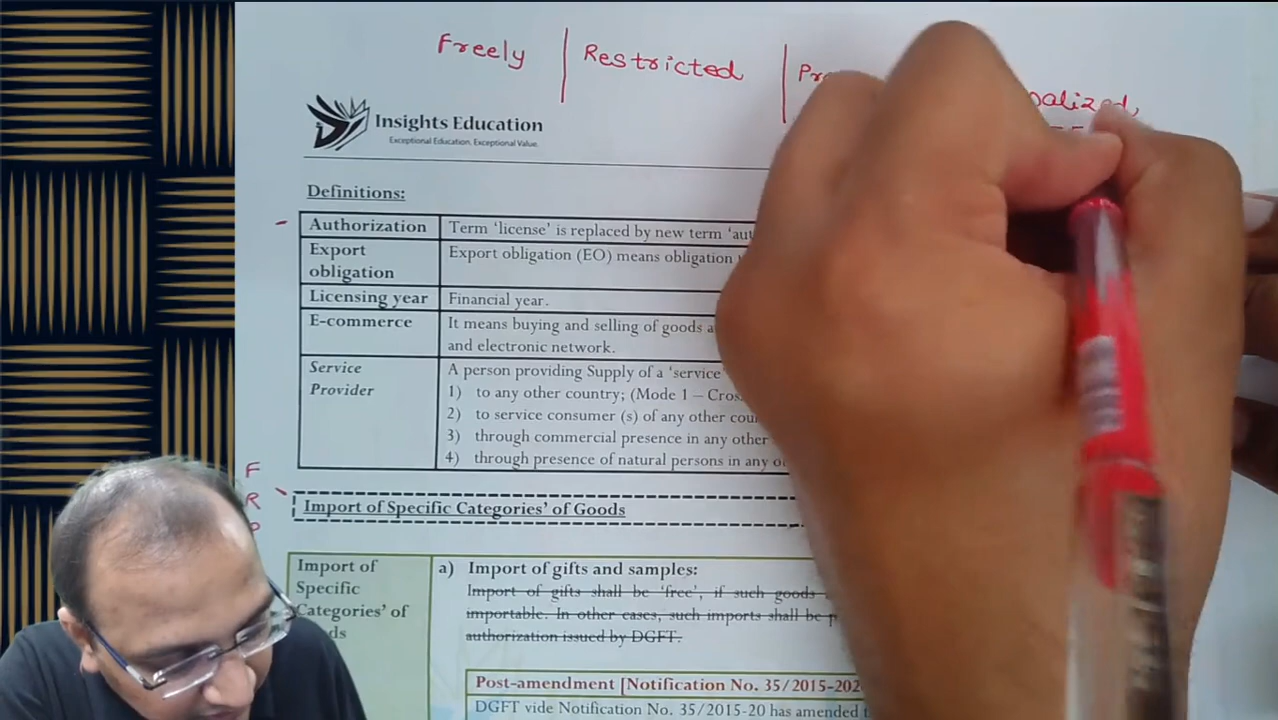 Freely | Restricted |
Insights Education
Exceptional Education. Exceptional Value.
Definitions:
Authorization Term 'license' is replaced by new term
Export obligation Export obligation (EO) means obligation
Licensing year Financial year.
E-commerce It means buying and selling of goods
and electronic network.
Service Provider A person providing Supply of a 'service'
1) to any other country; (Mode 1 –
2) to service consumer (s) of any other
3) through commercial presence in any other
4) through presence of natural persons in any
F
R
P
Import of Specific Categories' of Goods
Import of Specific Categories' of
a) Import of gifts and samples:
Import of gifts shall be 'free', if such goods
importable. In other cases, such imports shall be
authorization issued by DGFT.
Post-amendment [Notification No. 35/2015-202
DGFT vide Notification No. 35/2015-20 has amended